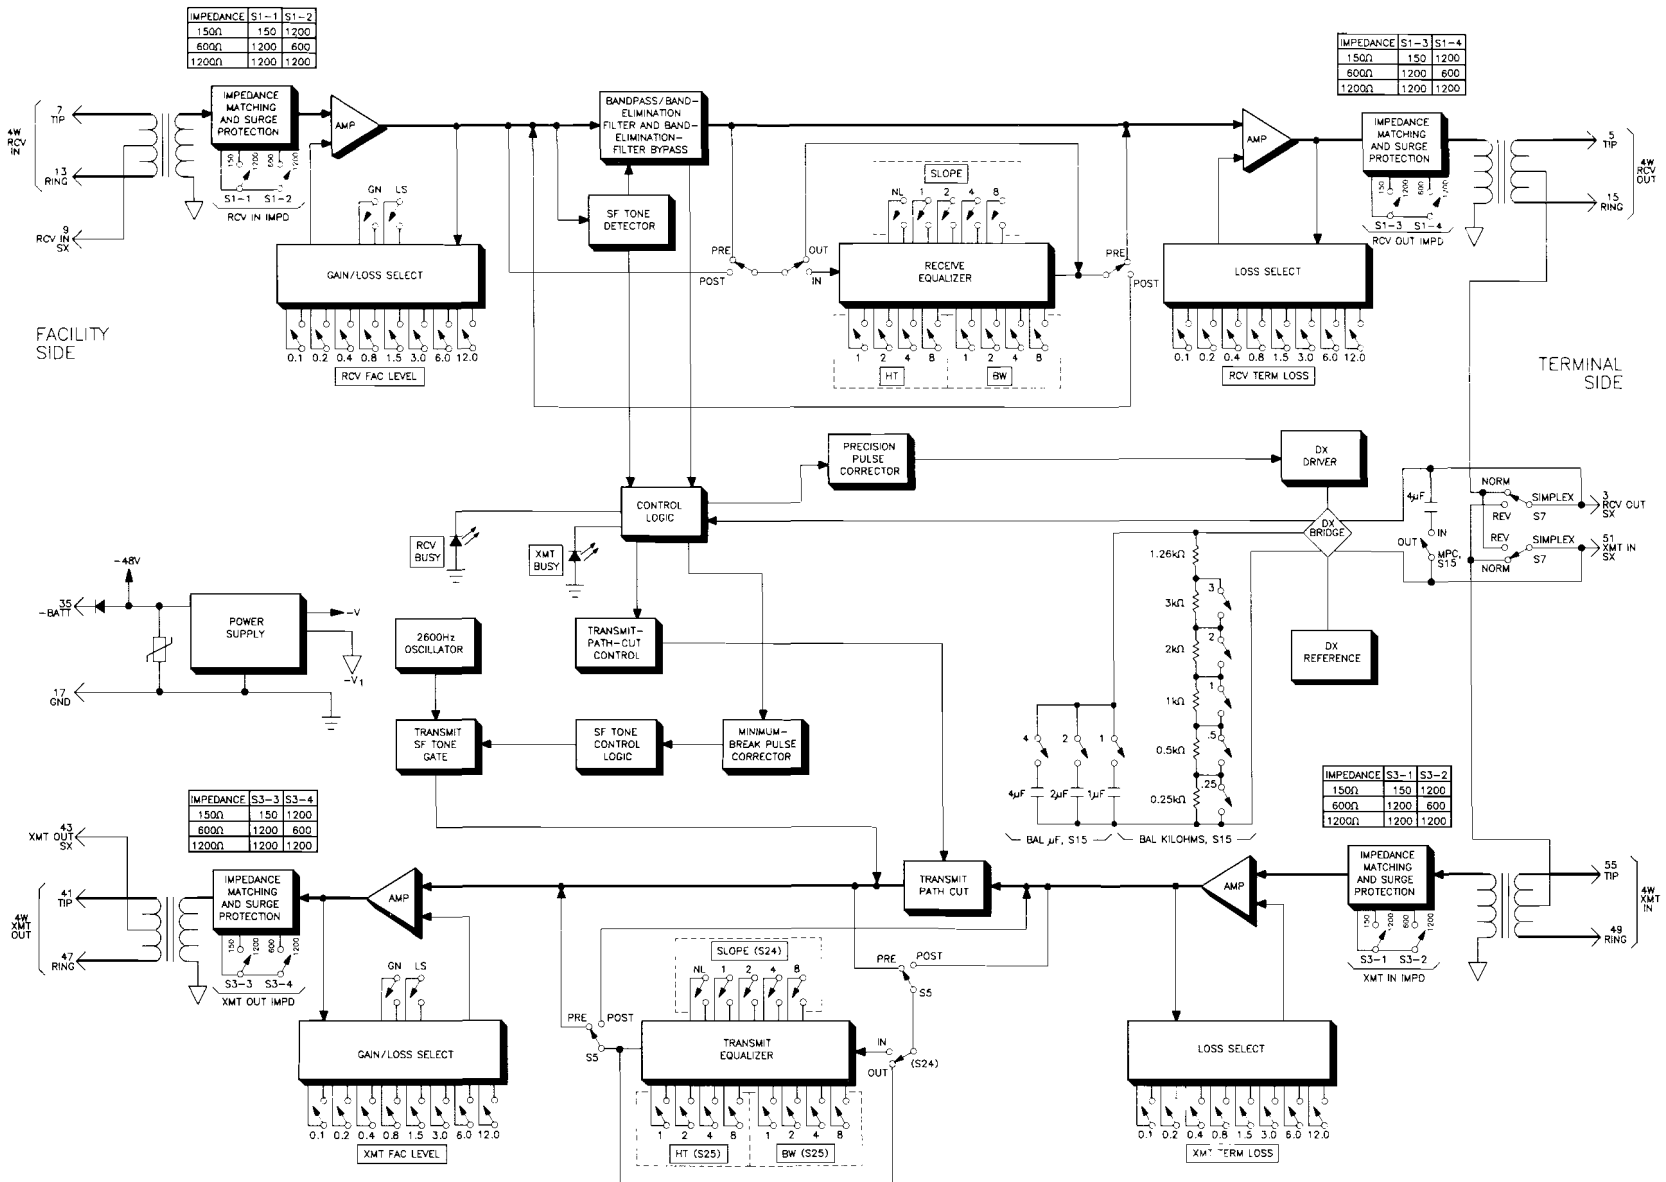 IMPEDANCE S1-1 S1-2
150Ω 150 1200
600Ω 1200 600
1200Ω 1200 1200
IMPEDANCE S1-3 S1-4
150Ω 150 1200
600Ω 1200 600
1200Ω 1200 1200
4W
RCV
IN
7
TIP
13
RING
9
RCV IN
SX
IMPEDANCE
MATCHING
AND SURGE
PROTECTION
150 1200 600 1200
S1-1 S1-2
RCV IN IMPD
AMP
GN LS
GAIN/LOSS SELECT
0.1 0.2 0.4 0.8 1.5 3.0 6.0 12.0
RCV FAC LEVEL
BANDPASS/BAND-
ELIMINATION
FILTER AND BAND-
ELIMINATION-
FILTER BYPASS
SF TONE
DETECTOR
PRE
POST
OUT
IN
SLOPE
NL 1 2 4 8
RECEIVE
EQUALIZER
1 2 4 8 1 2 4 8
HT BW
PRE
POST
AMP
LOSS SELECT
0.1 0.2 0.4 0.8 1.5 3.0 6.0 12.0
RCV TERM LOSS
IMPEDANCE
MATCHING
AND SURGE
PROTECTION
150 1200 600 1200
S1-3 S1-4
RCV OUT IMPD
5
TIP
15
RING
4W
RCV
OUT
FACILITY
SIDE
TERMINAL
SIDE
PRECISION
PULSE
CORRECTOR
DX
DRIVER
CONTROL
LOGIC
RCV
BUSY
XMT
BUSY
DX
BRIDGE
4µF
IN
OUT
MPC,
S15
NORM
REV
SIMPLEX
S7
REV
NORM
SIMPLEX
S7
3
RCV OUT
SX
51
XMT IN
SX
-48V
35
-BATT
17
GND
POWER
SUPPLY
-V
-V1
2600Hz
OSCILLATOR
TRANSMIT-
PATH-CUT
CONTROL
DX
REFERENCE
1.26kΩ
3kΩ 3
2kΩ 2
1kΩ 1
0.5kΩ .5
0.25kΩ .25
4 2 1
4µF 2µF 1µF
BAL µF, S15 BAL KILOHMS, S15
TRANSMIT
SF TONE
GATE
SF TONE
CONTROL
LOGIC
MINIMUM-
BREAK PULSE
CORRECTOR
IMPEDANCE S3-3 S3-4
150Ω 150 1200
600Ω 1200 600
1200Ω 1200 1200
IMPEDANCE S3-1 S3-2
150Ω 150 1200
600Ω 1200 600
1200Ω 1200 1200
43
XMT OUT
SX
4W
XMT
OUT
41
TIP
47
RING
IMPEDANCE
MATCHING
AND SURGE
PROTECTION
150 1200 600 1200
S3-3 S3-4
XMT OUT IMPD
AMP
GN LS
GAIN/LOSS SELECT
0.1 0.2 0.4 0.8 1.5 3.0 6.0 12.0
XMT FAC LEVEL
TRANSMIT
PATH CUT
PRE
POST
S5
SLOPE (S24)
NL 1 2 4 8
TRANSMIT
EQUALIZER
1 2 4 8 1 2 4 8
HT (S25) BW (S25)
PRE
POST
S5
IN
OUT
(S24)
AMP
LOSS SELECT
0.1 0.2 0.4 0.8 1.5 3.0 6.0 12.0
XMT TERM LOSS
IMPEDANCE
MATCHING
AND SURGE
PROTECTION
150 1200 600 1200
S3-1 S3-2
XMT IN IMPD
55
TIP
49
RING
4W
XMT
IN